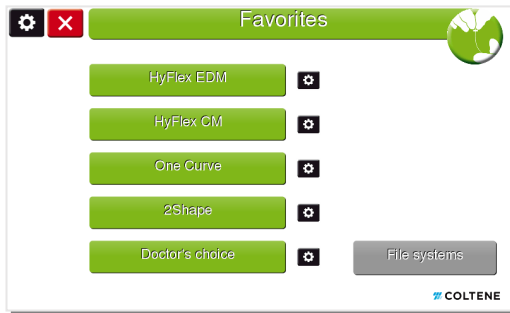 Favorites
HyFlex EDM
HyFlex CM
One Curve
2Shape
Doctor's choice
File systems
COLTENE